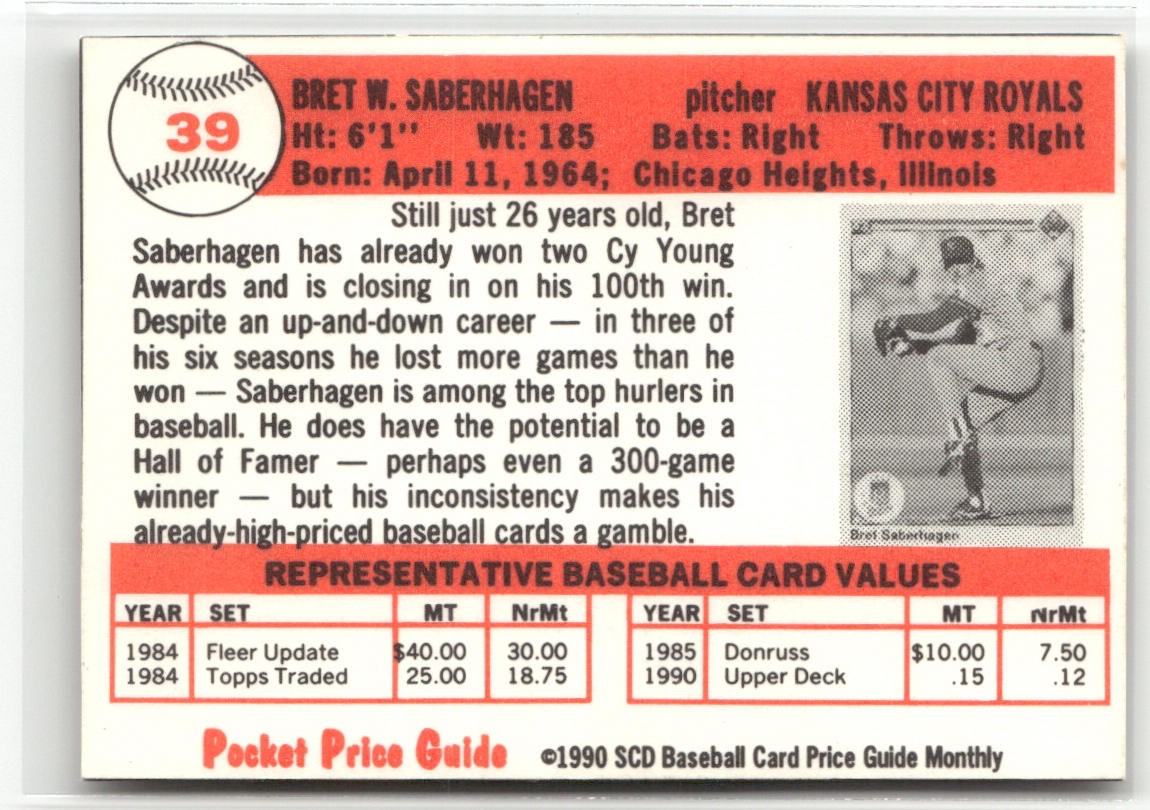 39
BRET W. SABERHAGEN pitcher KANSAS CITY ROYALS
Ht: 6'1" Wt: 185 Bats: Right Throws: Right
Born: April 11, 1964; Chicago Heights, Illinois
Still just 26 years old, Bret
Saberhagen has already won two Cy Young
Awards and is closing in on his 100th win.
Despite an up-and-down career — in three of
his six seasons he lost more games than he
won — Saberhagen is among the top hurlers in
baseball. He does have the potential to be a
Hall of Famer — perhaps even a 300-game
winner — but his inconsistency makes his
already-high-priced baseball cards a gamble.
Bret Saberhagen
REPRESENTATIVE BASEBALL CARD VALUES
YEAR SET MT NrMt YEAR SET MT NrMt
1984 Fleer Update $40.00 30.00 1985 Donruss $10.00 7.50
1984 Topps Traded 25.00 18.75 1990 Upper Deck .15 .12
Pocket Price Guide ©1990 SCD Baseball Card Price Guide Monthly